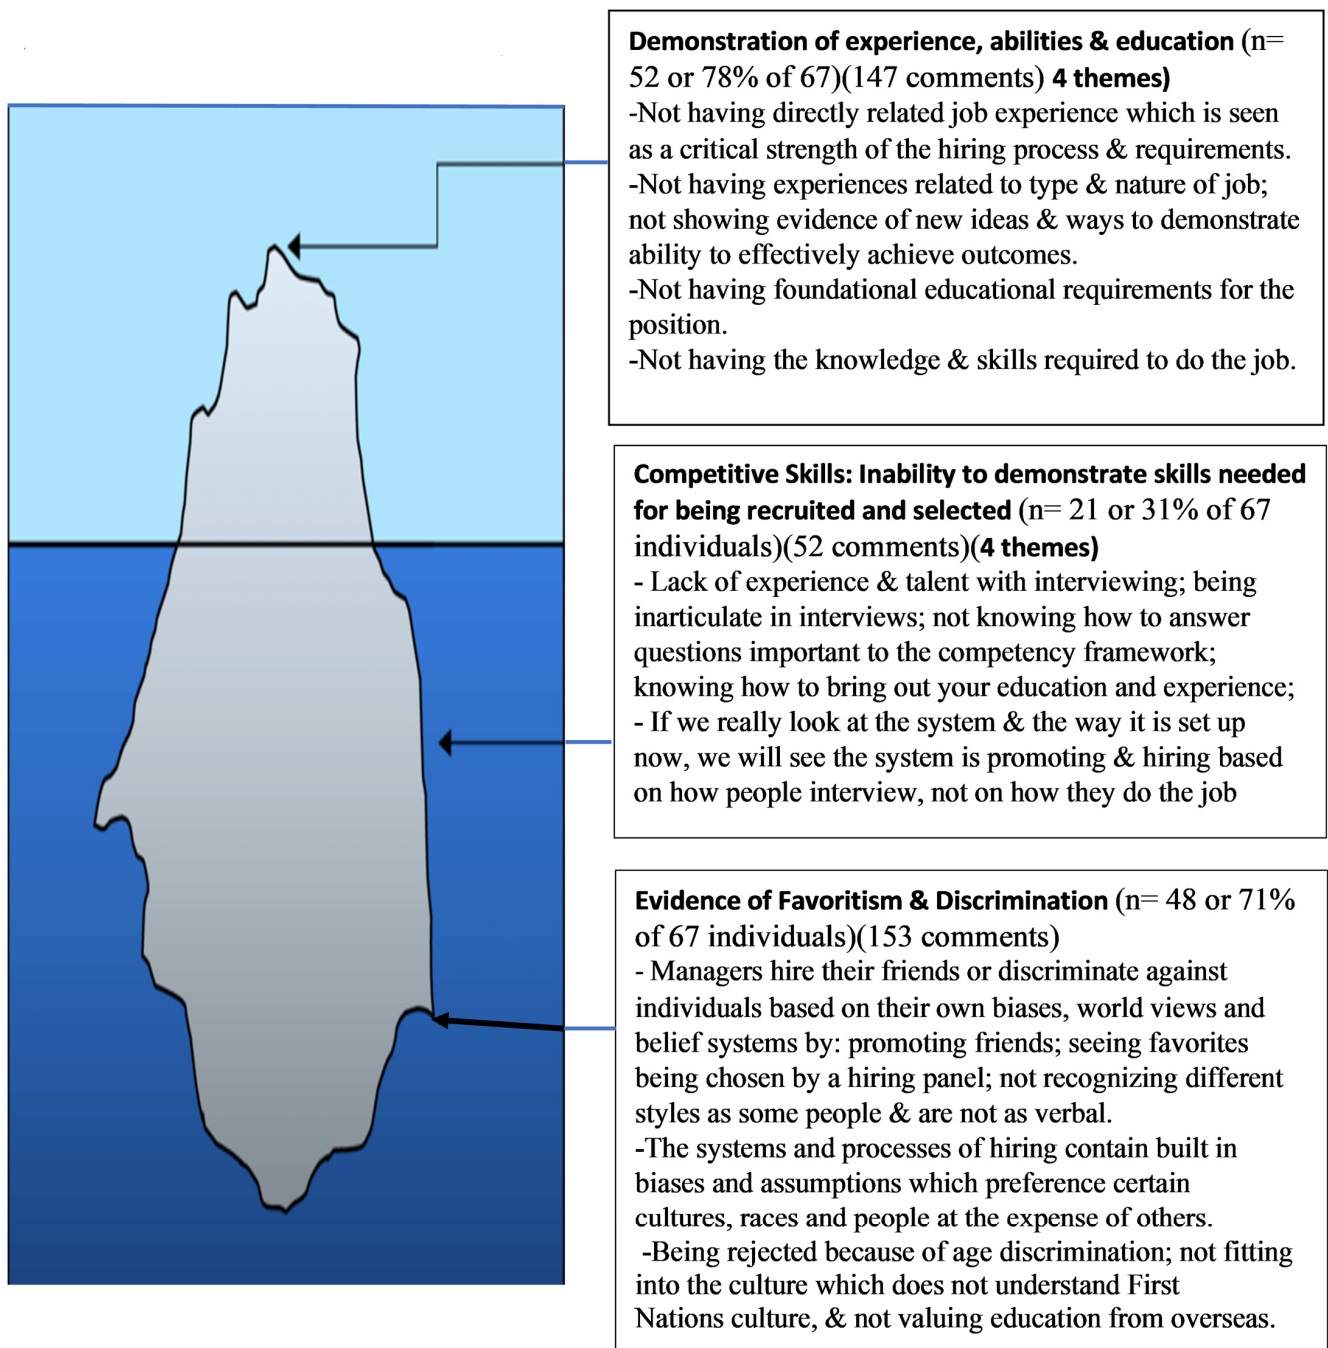 Demonstration of experience, abilities & education (n=
52 or 78% of 67)(147 comments) 4 themes)
-Not having directly related job experience which is seen
as a critical strength of the hiring process & requirements.
-Not having experiences related to type & nature of job;
not showing evidence of new ideas & ways to demonstrate
ability to effectively achieve outcomes.
-Not having foundational educational requirements for the
position.
-Not having the knowledge & skills required to do the job.
Competitive Skills: Inability to demonstrate skills needed
for being recruited and selected (n= 21 or 31% of 67
individuals)(52 comments)(4 themes)
- Lack of experience & talent with interviewing; being
inarticulate in interviews; not knowing how to answer
questions important to the competency framework;
knowing how to bring out your education and experience;
- If we really look at the system & the way it is set up
now, we will see the system is promoting & hiring based
on how people interview, not on how they do the job
Evidence of Favoritism & Discrimination (n= 48 or 71%
of 67 individuals)(153 comments)
- Managers hire their friends or discriminate against
individuals based on their own biases, world views and
belief systems by: promoting friends; seeing favorites
being chosen by a hiring panel; not recognizing different
styles as some people & are not as verbal.
-The systems and processes of hiring contain built in
biases and assumptions which preference certain
cultures, races and people at the expense of others.
-Being rejected because of age discrimination; not fitting
into the culture which does not understand First
Nations culture, & not valuing education from overseas.